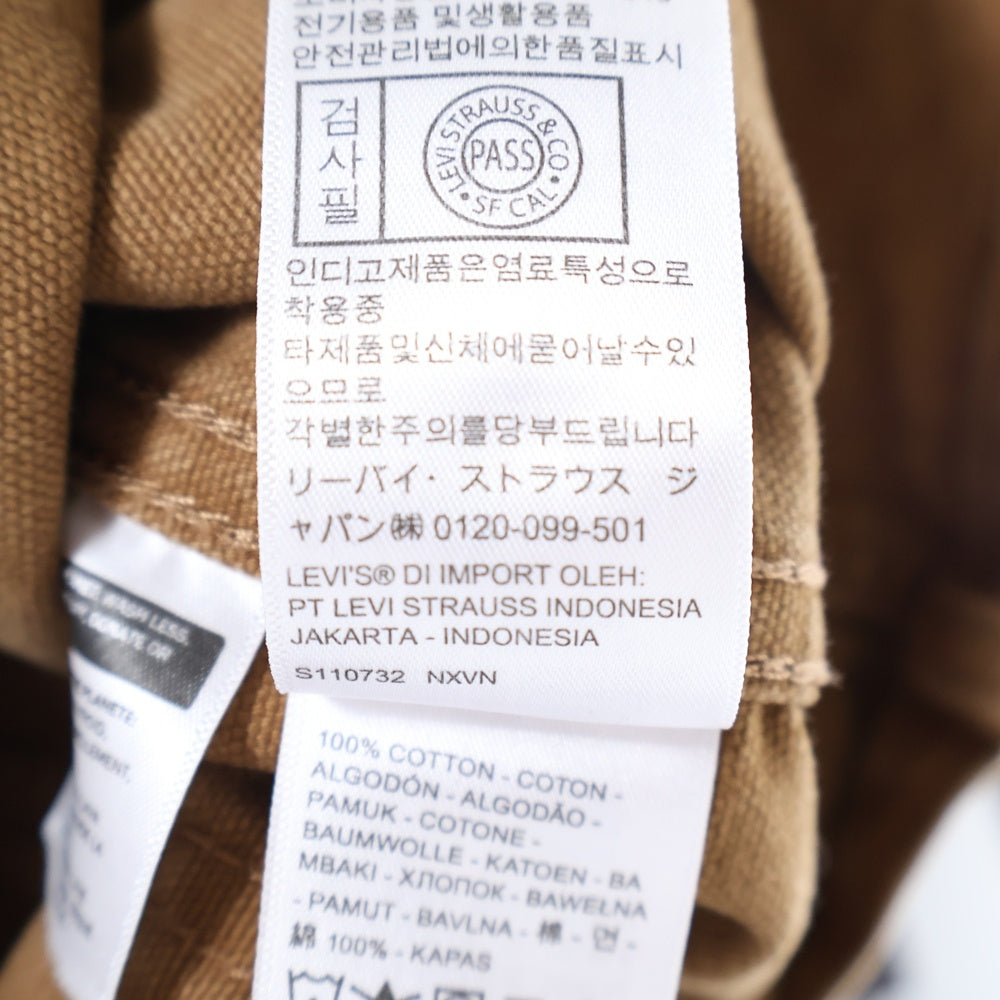 전기용품 및생활용품
안전관리법에의한품질표시
검
사
필
LEVI STRAUSS & CO
PASS
• SF CAL •
인디고제품은염료특성으로
착용중
타제품및신체에묻어날수있
으므로
각별한주의를당부드립니다
リーバイ・ ストラウス ジ
ャパン㈱ 0120-099-501
LEVI'S® DI IMPORT OLEH:
PT LEVI STRAUSS INDONESIA
JAKARTA - INDONESIA
S110732 NXVN
WASH LESS,
DONATE OR
PLANÈTE:
100% COTTON - COTON -
ALGODÓN - ALGODÃO -
PAMUK - COTONE -
BAUMWOLLE - KATOEN - BA
MBAKI - ХЛОПОК - BAWEŁNA
- PAMUT - BAVLNA - 棉 - 면 -
綿 100% - KAPAS